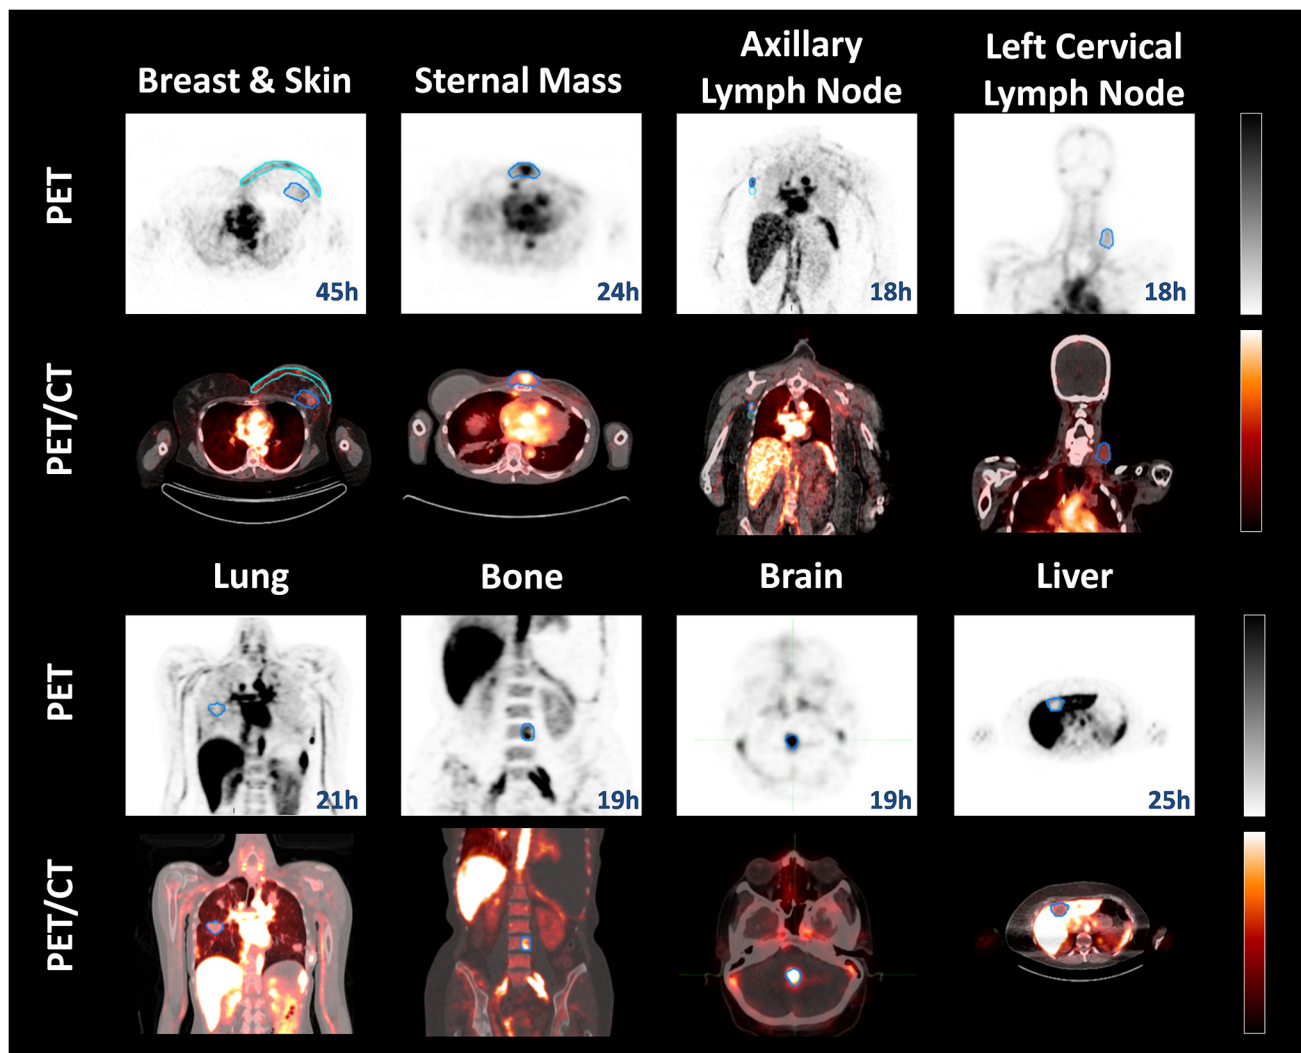 Breast & Skin
Sternal Mass
Axillary
Lymph Node
Left Cervical
Lymph Node
PET
45h
24h
18h
18h
PET/CT
Lung
Bone
Brain
Liver
PET
21h
19h
19h
25h
PET/CT